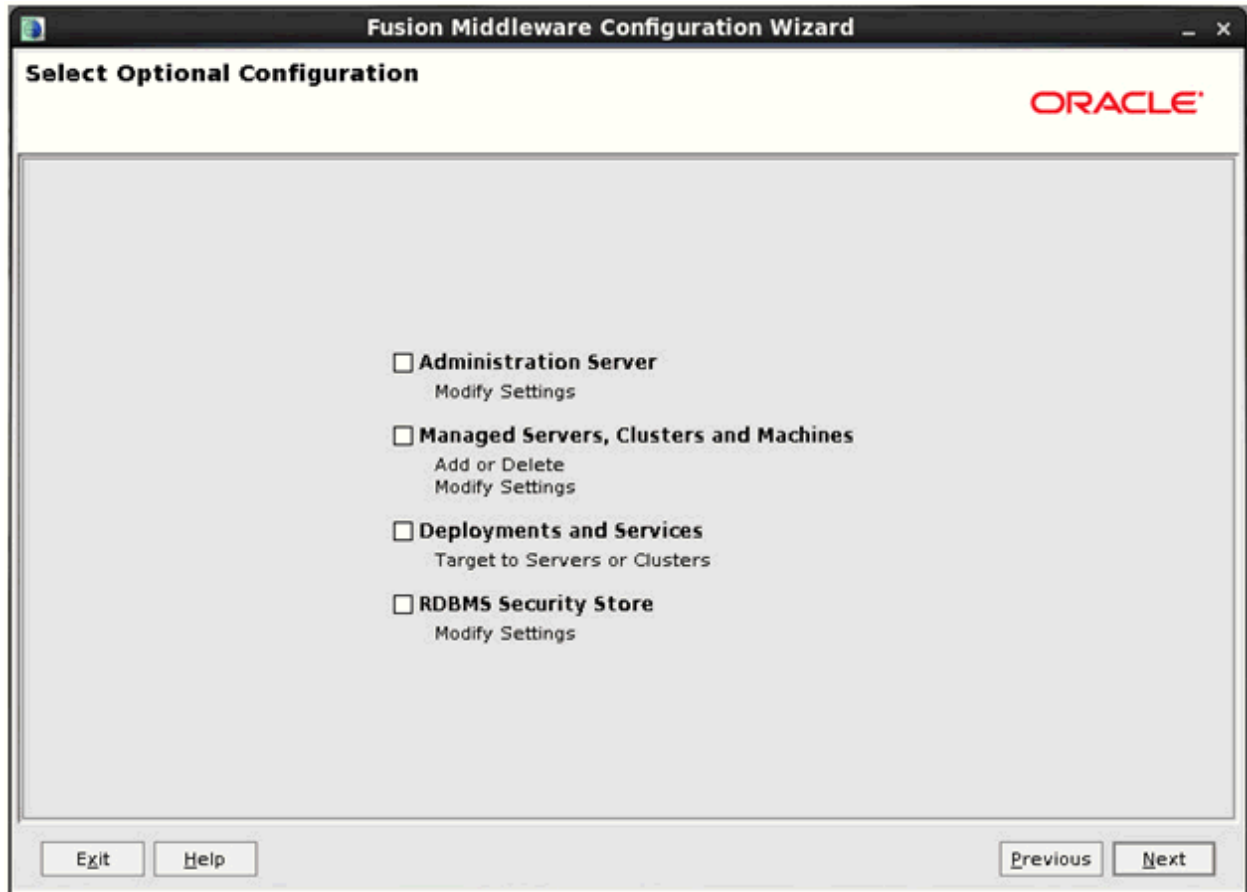 Fusion Middleware Configuration Wizard
Select Optional Configuration
ORACLE
Administration Server
Modify Settings
Managed Servers, Clusters and Machines
Add or Delete
Modify Settings
Deployments and Services
Target to Servers or Clusters
RDBMS Security Store
Modify Settings
Exit
Help
Previous
Next